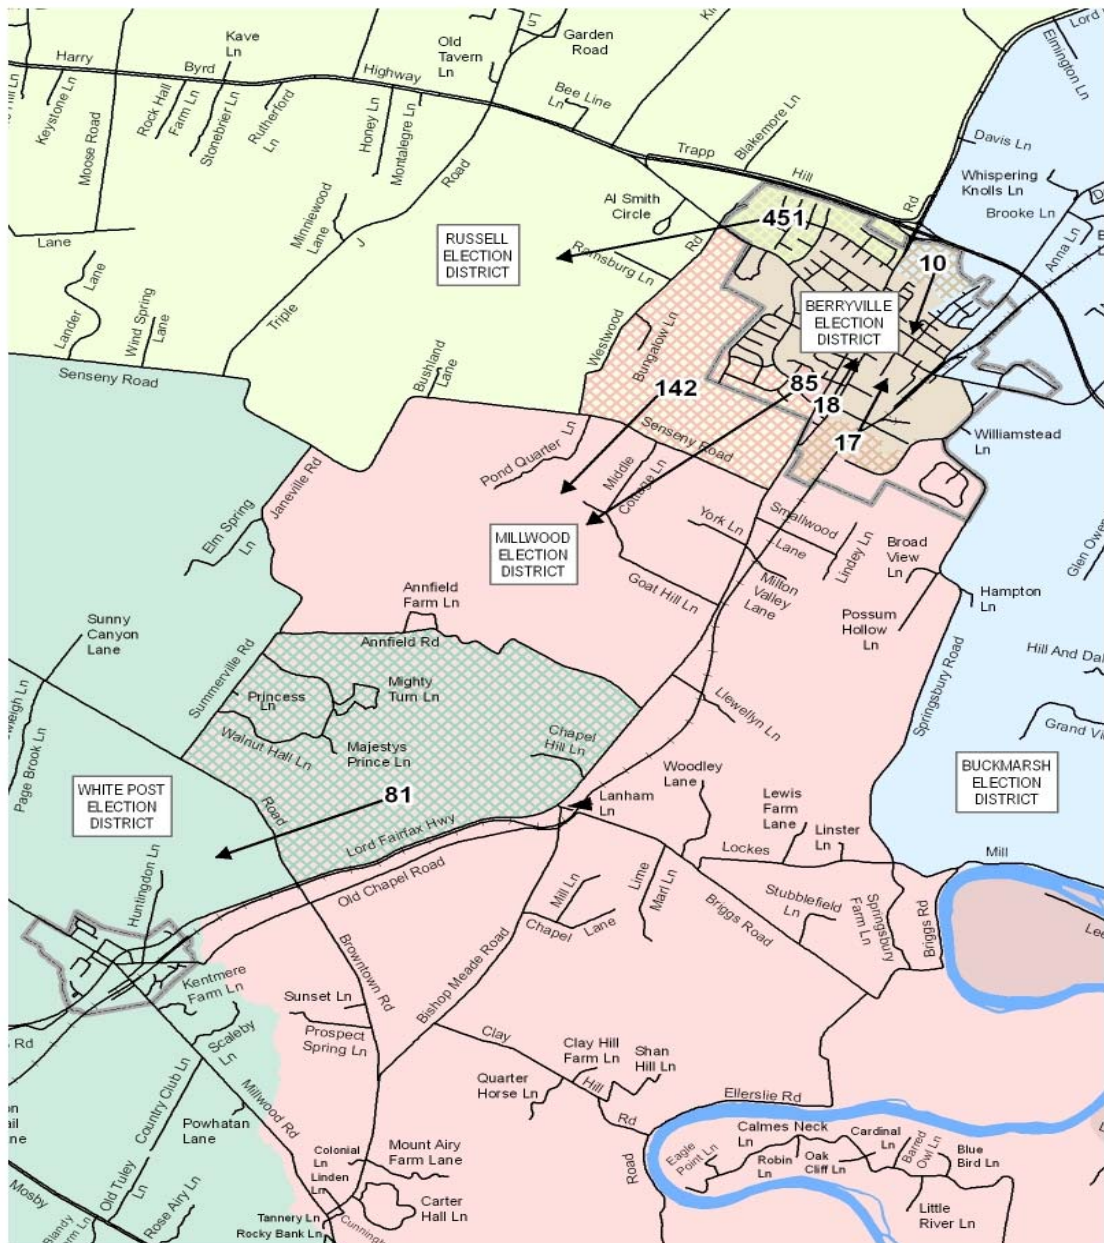 Kave
Ln
Old
Tavern
Ln
Garden
Road
Lord
Elmington Ln
Harry
Byrd
Highway
Keystone Ln
Moose Road
Rock Hall
Farm Ln
Stonebrier Ln
Rutherford
Ln
Honey Ln
Montalegre Ln
Road
Bee Line
Ln
Trapp
Blakemore Ln
Hill
Rd
Davis Ln
Whispering
Knolls Ln
Brooke Ln
Anna Ln
Minniewood
Lane
Al Smith
Circle
451
Rd
RUSSELL
ELECTION
DISTRICT
Ramsburg Ln
10
Lane
Lander
Lane
Wind Spring
Lane
Triple
J
BERRYVILLE
ELECTION
DISTRICT
Westwood
Bungalow Ln
Senseny Road
Bushland
Lane
142
85
18
17
Senseny Road
Williamstead
Ln
Pond Quarter
Ln
Middle
Cottage Ln
Janeville Rd
Elm Spring
Ln
MILLWOOD
ELECTION
DISTRICT
York Ln
Smallwood
Lane
Lindey Ln
Broad
View
Ln
Glen Owen
Goat Hill Ln
Milton
Valley
Lane
Possum
Hollow
Ln
Hampton
Ln
Annfield
Farm Ln
Annfield Rd
Sunny
Canyon
Lane
Summerville Rd
Mighty
Turn Ln
Princess
Ln
Walnut Hall Ln
Majestys
Prince Ln
Chapel
Hill Ln
Llewellyn Ln
Springsbury Road
Hill And
Page Brook Ln
WHITE POST
ELECTION
DISTRICT
81
Road
Lord Fairfax Hwy
Lanham
Ln
Woodley
Lane
Lewis
Farm
Lane
Linster
Ln
BUCKMARSH
ELECTION
DISTRICT
Huntingdon Ln
Old Chapel Road
Lockes
Mill
Mill Ln
Chapel
Lane
Lime
Marl Ln
Briggs Road
Stubblefield
Ln
Springsbury
Farm Ln
Briggs Rd
Kentmere
Farm Ln
Browntown Rd
Bishop Meade Road
Sunset Ln
Prospect
Spring Ln
Scaleby
Ln
Clay
Hill
Rd
Clay Hill
Farm Ln
Shan
Hill Ln
Quarter
Horse Ln
Ellerslie Rd
Country Club Ln
Millwood Rd
Powhatan
Lane
Calmes Neck
Ln
Cardinal
Ln
Barred
Owl Ln
Blue
Bird Ln
Eagle
Point Ln
Road
Robin
Ln
Oak
Cliff Ln
Little
River Ln
Colonial
Ln
Linden
Ln
Mount Airy
Farm Lane
Carter
Hall Ln
Tannery Ln
Rocky Bank Ln
Mosby
Old Tuley
Ln
Rose Airy Ln